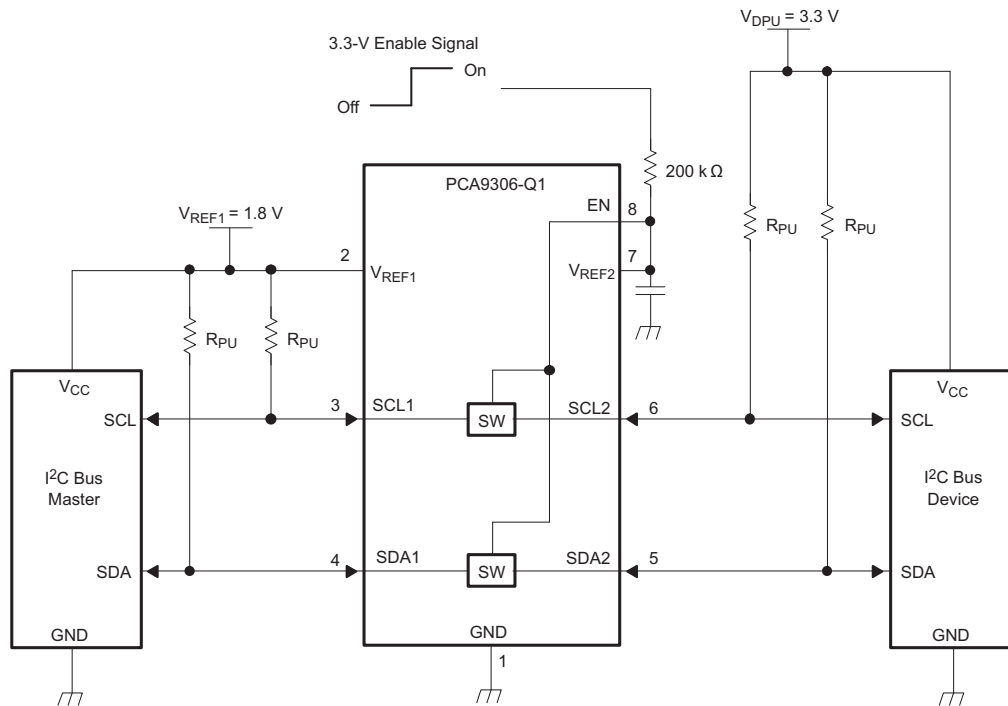 V_DPU = 3.3 V
3.3-V Enable Signal
On
Off
200 k Ω
PCA9306-Q1
EN
8
V_REF1 = 1.8 V
R_PU
R_PU
2
7
V_REF1
V_REF2
R_PU
R_PU
V_CC
V_CC
SCL
3
SCL1
SW
SCL2
6
SCL
I²C Bus
Master
I²C Bus
Device
SDA
4
SDA1
SW
SDA2
5
SDA
GND
GND
1
GND